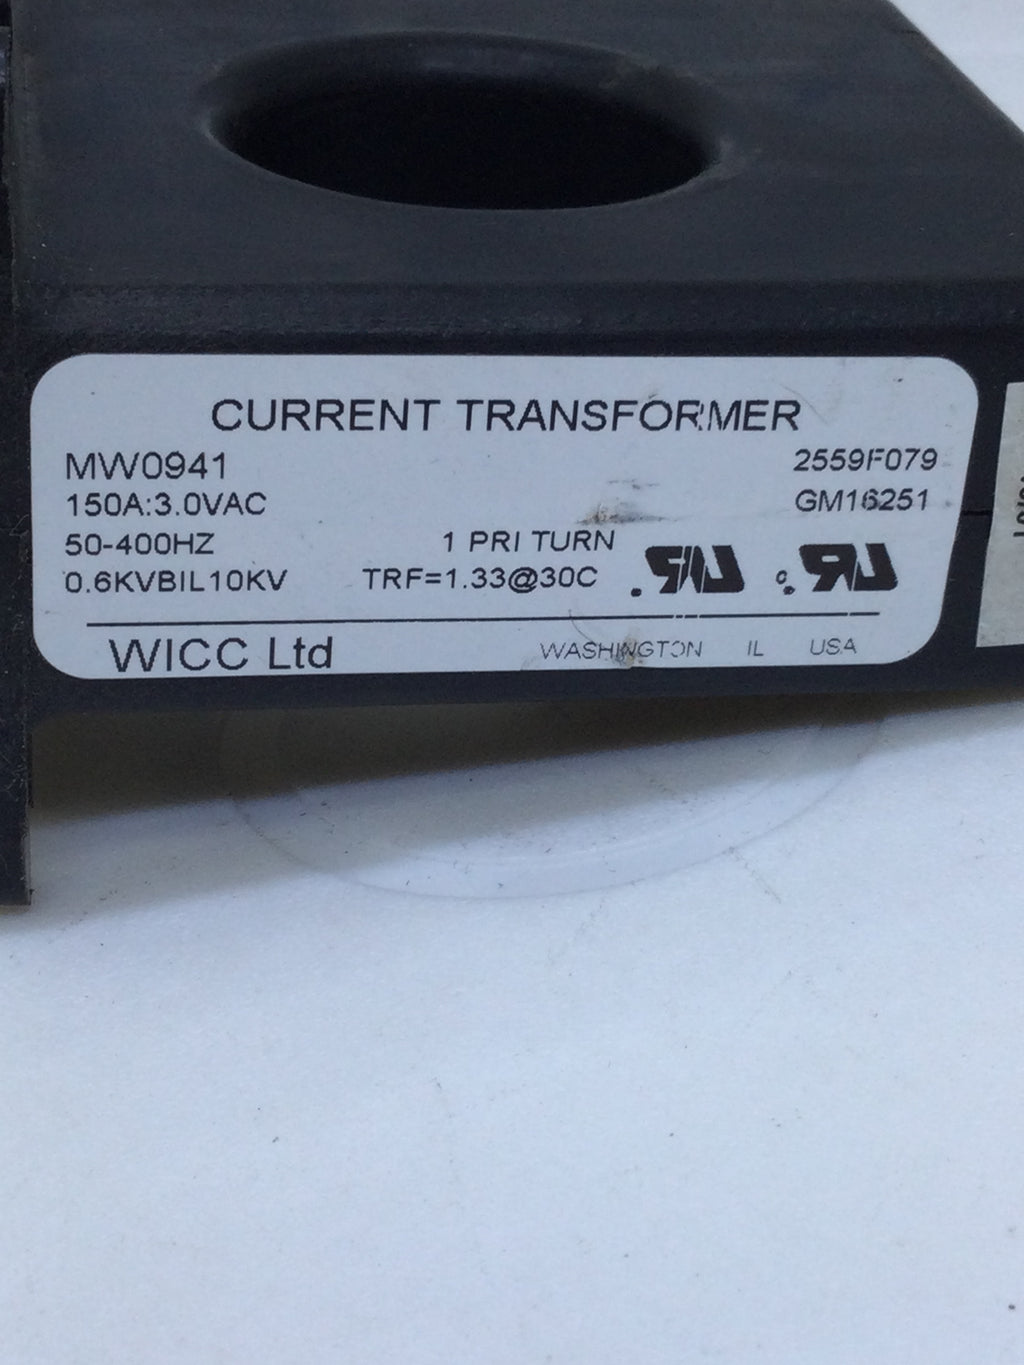 CURRENT TRANSFORMER
MW0941 2559F079
150A:3.0VAC GM16251
50-400HZ 1 PRI TURN
0.6KVBIL10KV TRF=1.33@30C
WICC Ltd WASHINGTON IL USA